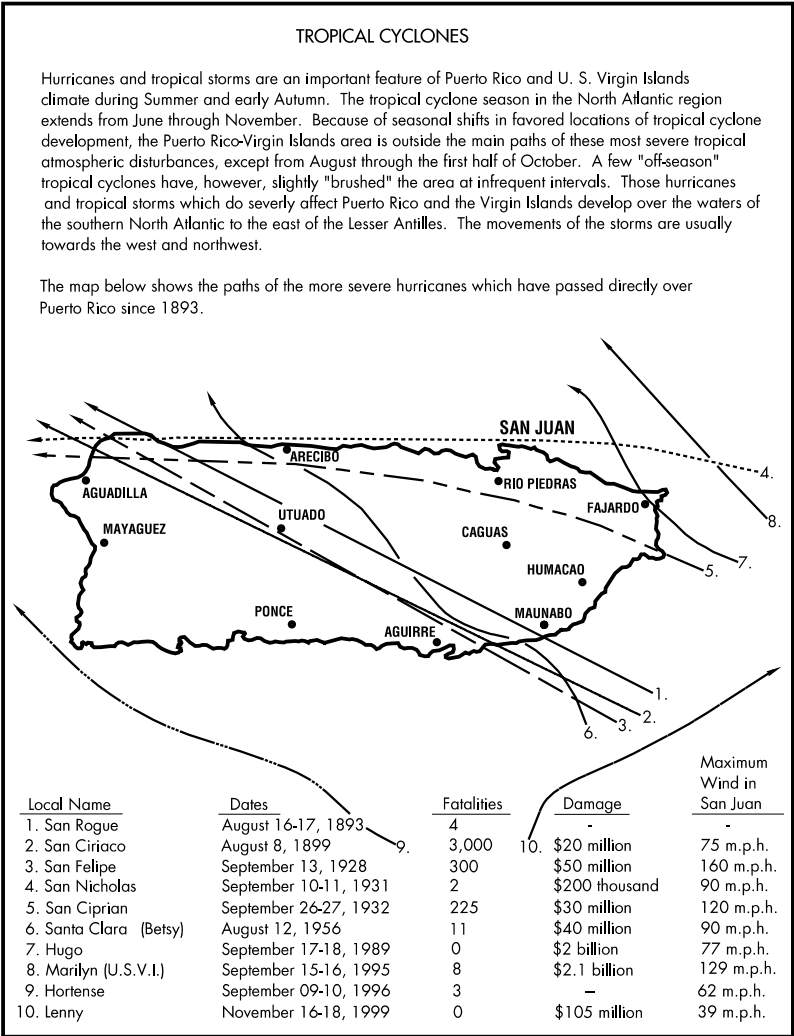 TROPICAL CYCLONES
Hurricanes and tropical storms are an important feature of Puerto Rico and U. S. Virgin Islands
climate during Summer and early Autumn. The tropical cyclone season in the North Atlantic region
extends from June through November. Because of seasonal shifts in favored locations of tropical cyclone
development, the Puerto Rico-Virgin Islands area is outside the main paths of these most severe tropical
atmospheric disturbances, except from August through the first half of October. A few "off-season"
tropical cyclones have, however, slightly "brushed" the area at infrequent intervals. Those hurricanes
and tropical storms which do severly affect Puerto Rico and the Virgin Islands develop over the waters of
the southern North Atlantic to the east of the Lesser Antilles. The movements of the storms are usually
towards the west and northwest.
The map below shows the paths of the more severe hurricanes which have passed directly over
Puerto Rico since 1893.
SAN JUAN
ARECIBO
4.
RIO PIEDRAS
AGUADILLA
FAJARDO
UTUADO
8.
MAYAGUEZ
CAGUAS
7.
5.
HUMACAO
PONCE
MAUNABO
AGUIRRE
1.
2.
3.
6.
Maximum
Wind in
Local Name Dates Fatalities Damage San Juan
1. San Rogue August 16-17, 1893 4 - -
9. 10.
2. San Ciriaco August 8, 1899 3,000 $20 million 75 m.p.h.
3. San Felipe September 13, 1928 300 $50 million 160 m.p.h.
4. San Nicholas September 10-11, 1931 2 $200 thousand 90 m.p.h.
5. San Ciprian September 26-27, 1932 225 $30 million 120 m.p.h.
6. Santa Clara (Betsy) August 12, 1956 11 $40 million 90 m.p.h.
7. Hugo September 17-18, 1989 0 $2 billion 77 m.p.h.
8. Marilyn (U.S.V.I.) September 15-16, 1995 8 $2.1 billion 129 m.p.h.
9. Hortense September 09-10, 1996 3 – 62 m.p.h.
10. Lenny November 16-18, 1999 0 $105 million 39 m.p.h.